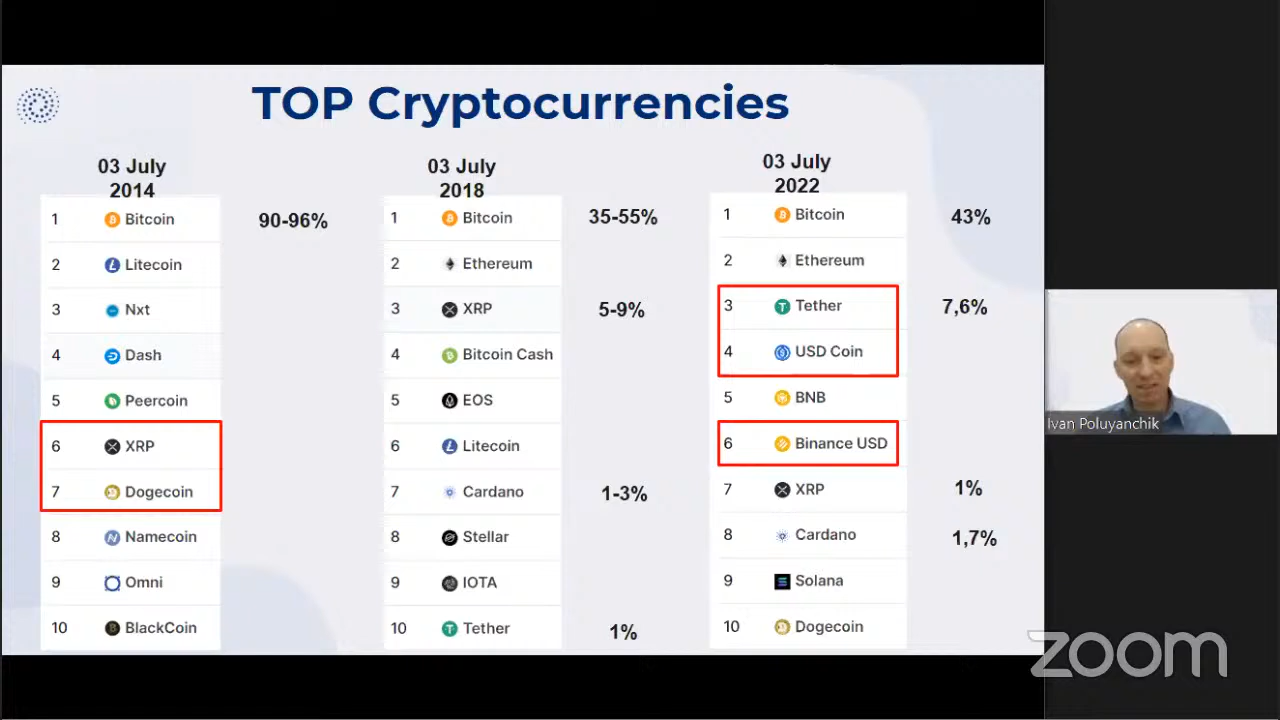 TOP Cryptocurrencies
03 July
2014
1 Bitcoin 90-96%
2 Litecoin
3 Nxt
4 Dash
5 Peercoin
6 XRP
7 Dogecoin
8 Namecoin
9 Omni
10 BlackCoin
03 July
2018
1 Bitcoin 35-55%
2 Ethereum
3 XRP 5-9%
4 Bitcoin Cash
5 EOS
6 Litecoin
7 Cardano 1-3%
8 Stellar
9 IOTA
10 Tether 1%
03 July
2022
1 Bitcoin 43%
2 Ethereum
3 Tether 7,6%
4 USD Coin
5 BNB
6 Binance USD
7 XRP 1%
8 Cardano 1,7%
9 Solana
10 Dogecoin
Ivan Poluyanchik
zoom